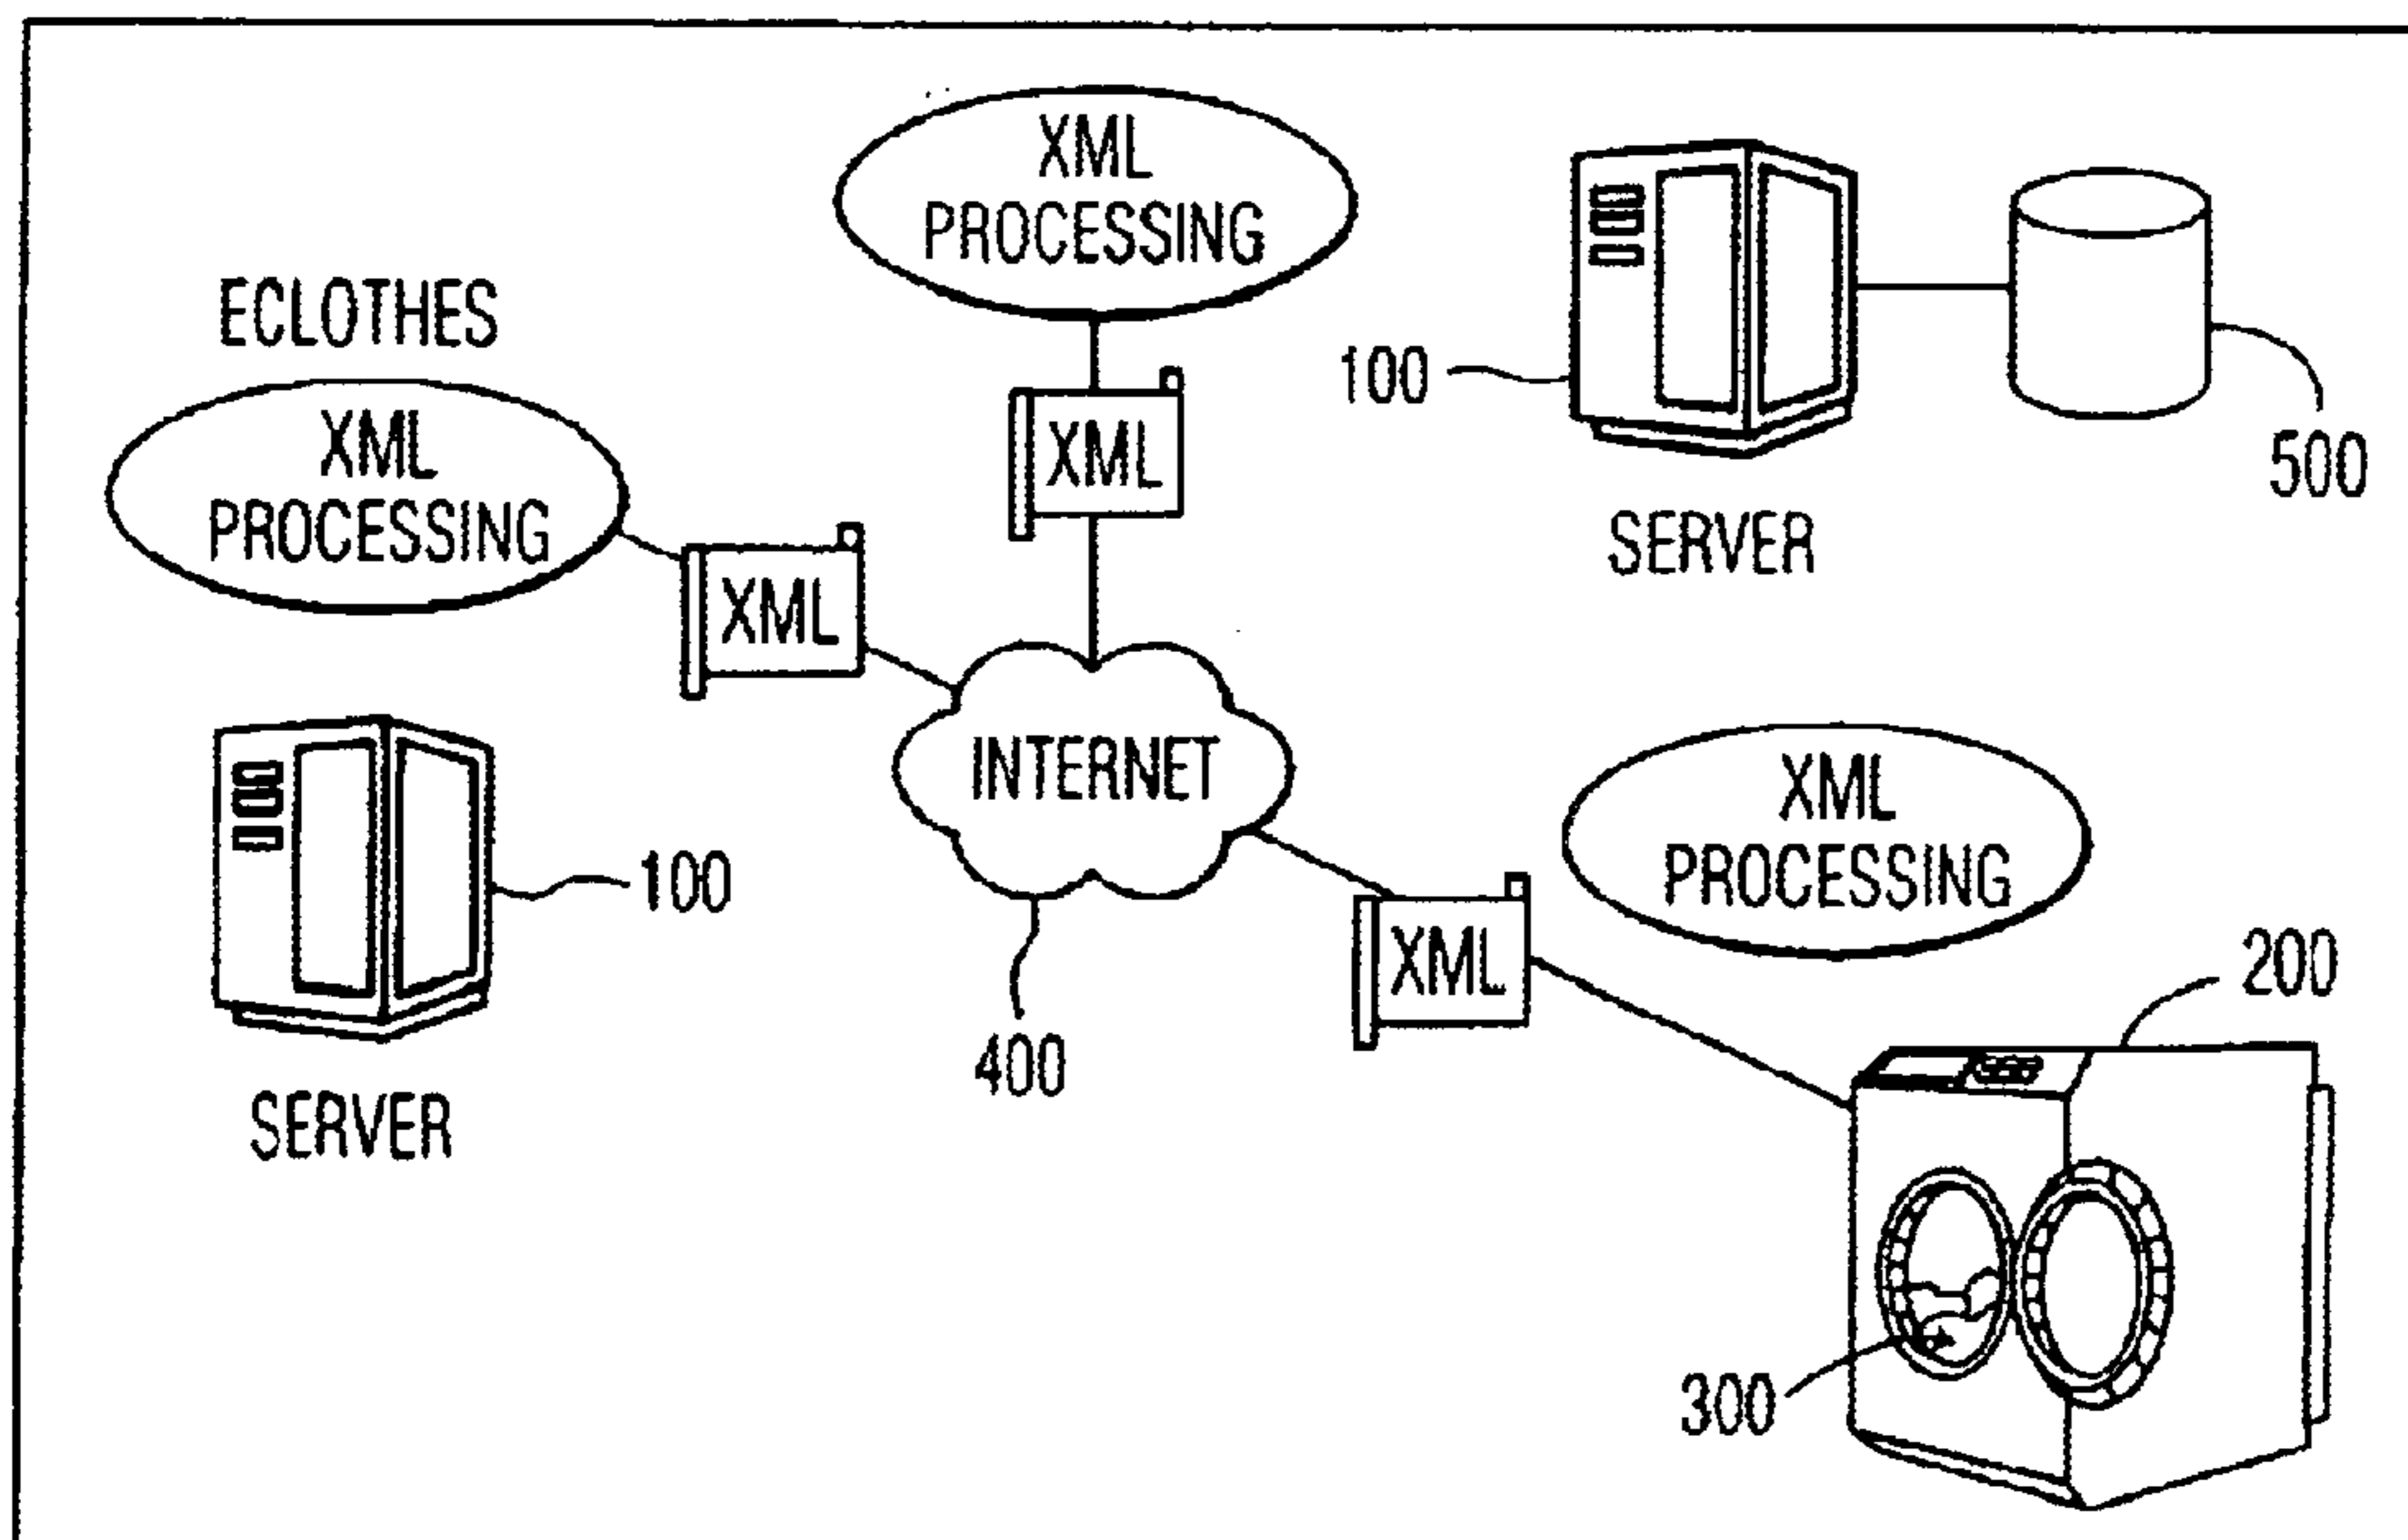 XML
PROCESSING
ECLOTHES
XML
PROCESSING
100
XML
500
SERVER
XML
INTERNET
XML
PROCESSING
100
XML
200
400
SERVER
300